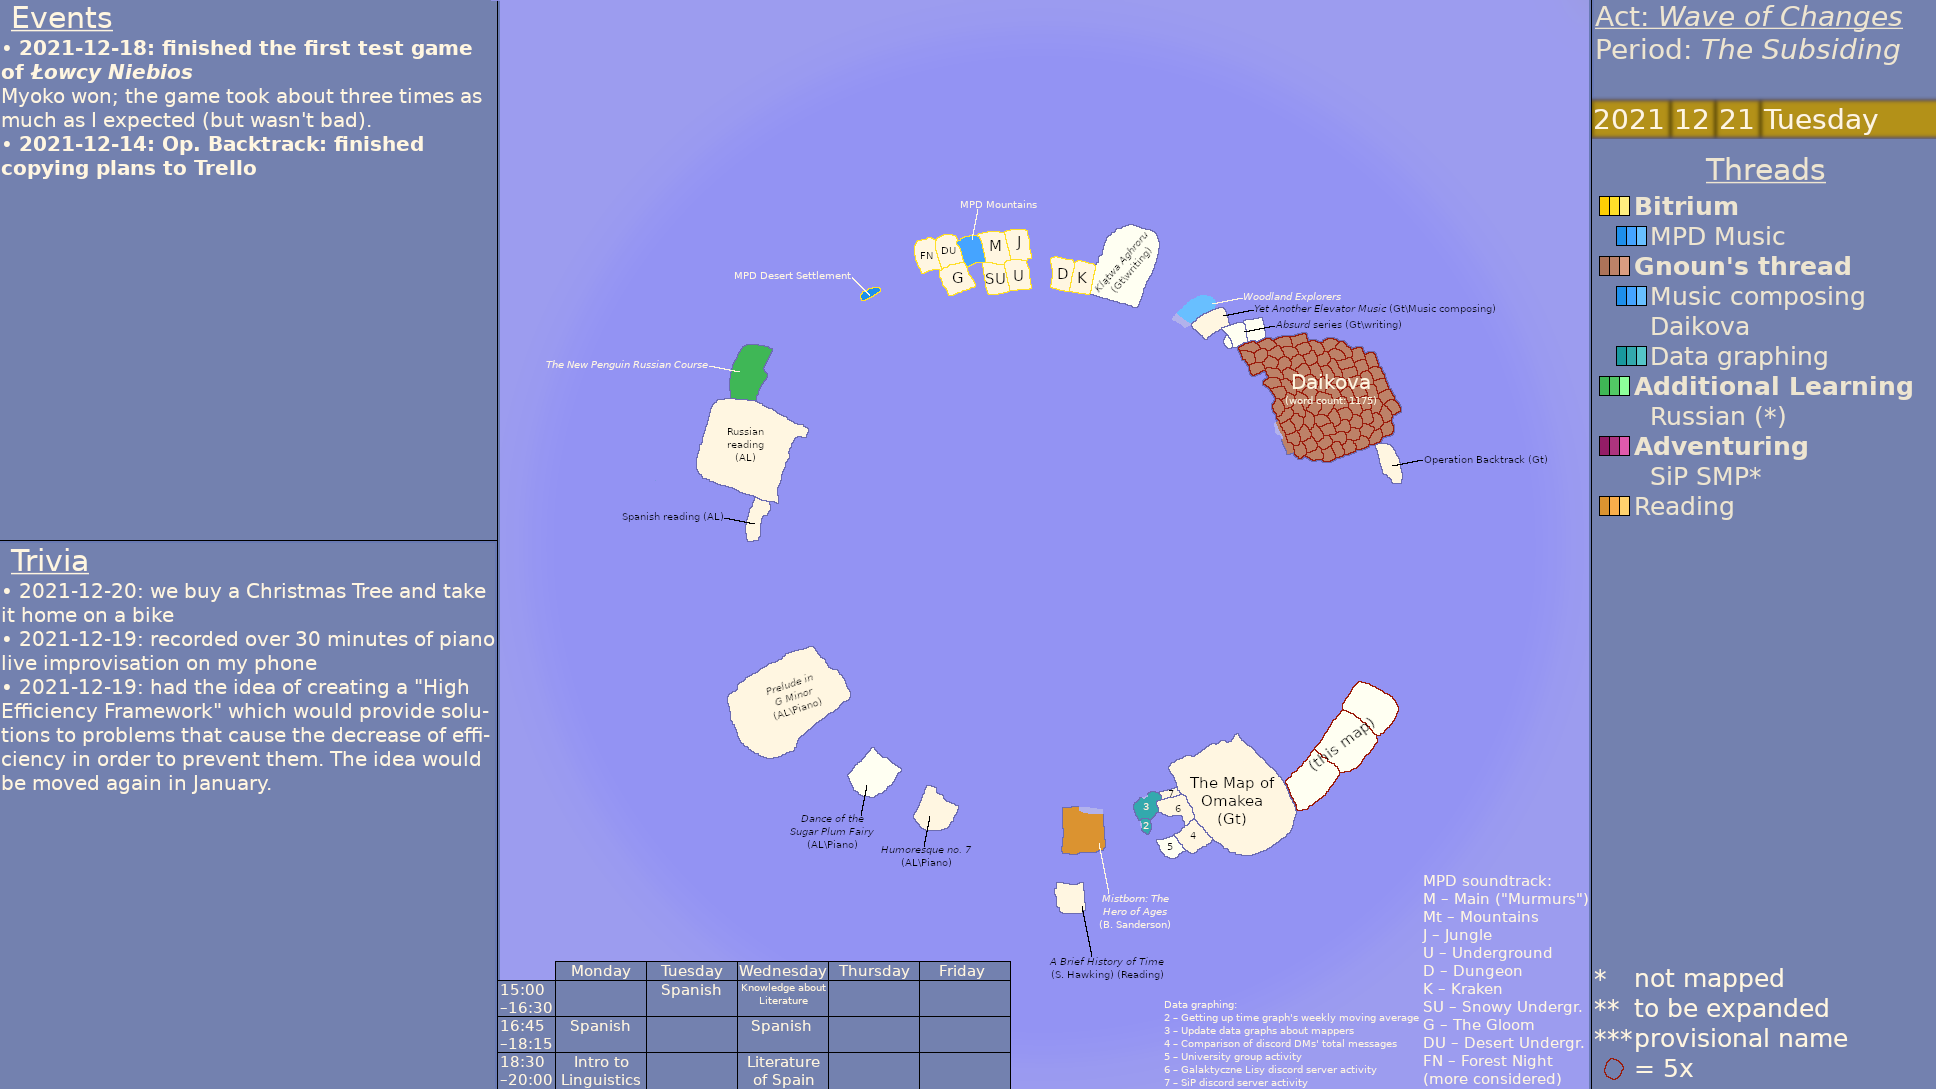 Events
• 2021-12-18: finished the first test game
of Łowcy Niebios
Myoko won; the game took about three times as
much as I expected (but wasn't bad).
• 2021-12-14: Op. Backtrack: finished
copying plans to Trello
Trivia
• 2021-12-20: we buy a Christmas Tree and take
it home on a bike
• 2021-12-19: recorded over 30 minutes of piano
live improvisation on my phone
• 2021-12-19: had the idea of creating a "High
Efficiency Framework" which would provide solu-
tions to problems that cause the decrease of effi-
ciency in order to prevent them. The idea would
be moved again in January.
MPD Mountains
FN
DU
M
J
G
SU
U
D
K
Klątwa Aghroru
(Gt\writing)
MPD Desert Settlement
Woodland Explorers
Yet Another Elevator Music (Gt\Music composing)
Absurd series (Gt\writing)
Daikova
(word count: 1175)
Operation Backtrack (Gt)
The New Penguin Russian Course
Russian
reading
(AL)
Spanish reading (AL)
Prelude in
G Minor
(AL\Piano)
Dance of the
Sugar Plum Fairy
(AL\Piano)
Humoresque no. 7
(AL\Piano)
(this map)
The Map of
Omakea
(Gt)
7
3
6
2
4
5
Mistborn: The
Hero of Ages
(B. Sanderson)
A Brief History of Time
(S. Hawking) (Reading)
Monday Tuesday Wednesday Thursday Friday
15:00
–16:30
Spanish
Knowledge about
Literature
16:45
–18:15
Spanish
Spanish
18:30
–20:00
Intro to
Linguistics
Literature
of Spain
Data graphing:
2 – Getting up time graph's weekly moving average
3 – Update data graphs about mappers
4 – Comparison of discord DMs' total messages
5 – University group activity
6 – Galaktyczne Lisy discord server activity
7 – SiP discord server activity
MPD soundtrack:
M – Main ("Murmurs")
Mt – Mountains
J – Jungle
U – Underground
D – Dungeon
K – Kraken
SU – Snowy Undergr.
G – The Gloom
DU – Desert Undergr.
FN – Forest Night
(more considered)
Act: Wave of Changes
Period: The Subsiding
2021 12 21 Tuesday
Threads
Bitrium
MPD Music
Gnoun's thread
Music composing
Daikova
Data graphing
Additional Learning
Russian (*)
Adventuring
SiP SMP*
Reading
* not mapped
** to be expanded
*** provisional name
= 5x